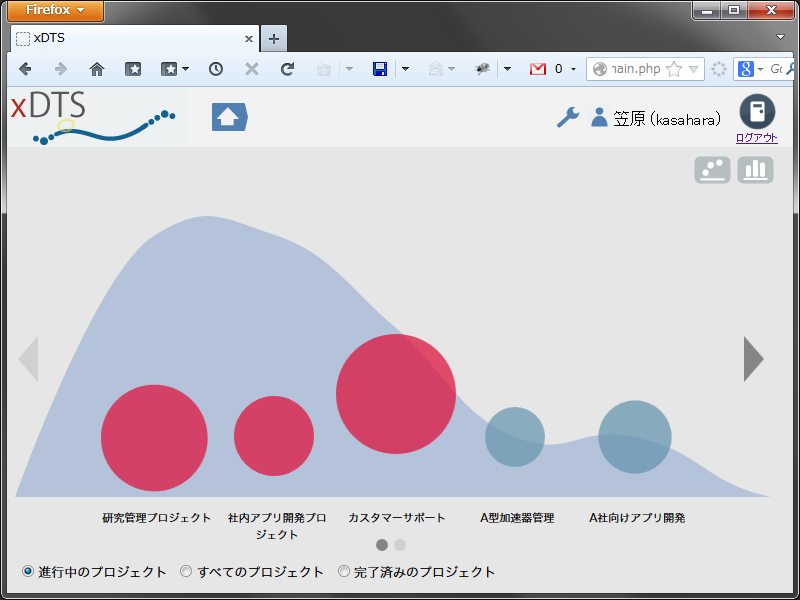 Firefox
xDTS
0
nain.php
8
Go
xDTS
笠原 (kasahara)
ログアウト
研究管理プロジェクト
社内アプリ開発プロ
ジェクト
カスタマーサポート
A型加速器管理
A社向けアプリ開発
進行中のプロジェクト
すべてのプロジェクト
完了済みのプロジェクト